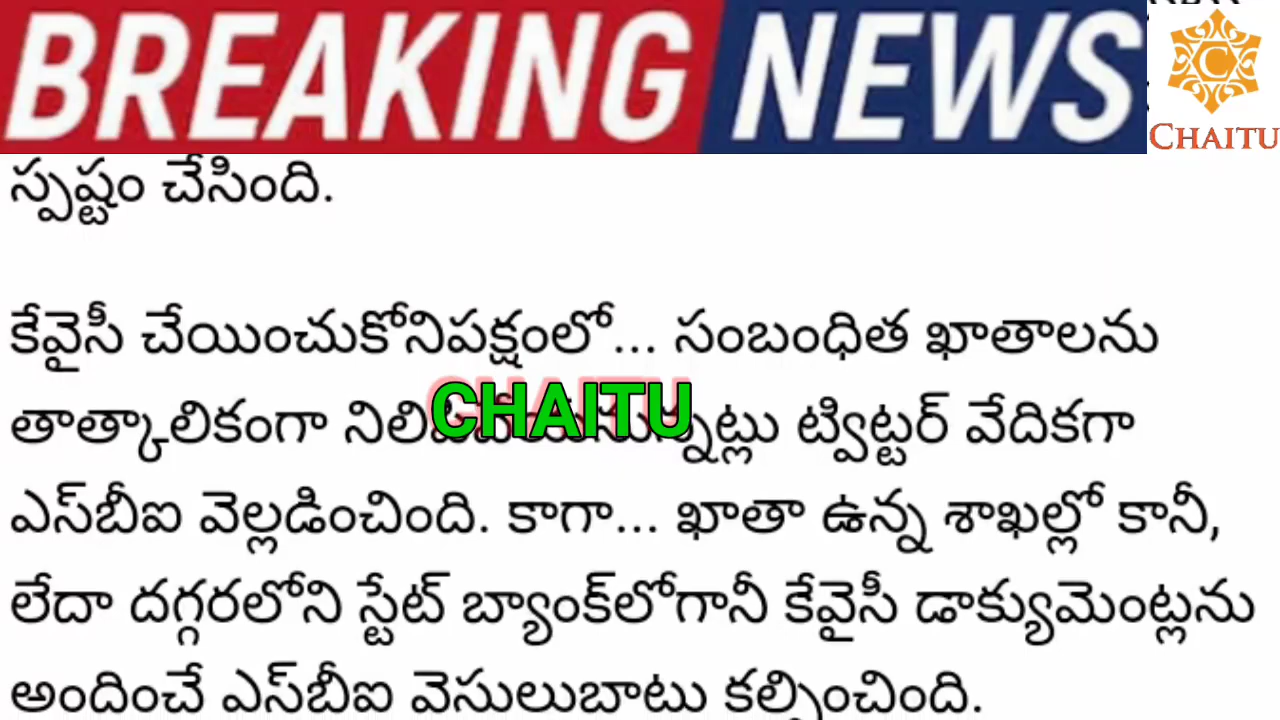 BREAKING NEWS
CHAITU
స్పష్టం చేసింది.
కేవైసీ చేయించుకోనిపక్షంలో... సంబంధిత ఖాతాలను
తాత్కాలికంగా ట్విట్టర్ వేదికగా
CHAITU
ఎస్‌బీఐ వెల్లడించింది. కాగా... ఖాతా ఉన్న శాఖల్లో కానీ,
లేదా దగ్గరలోని స్టేట్ బ్యాంక్‌లోగానీ కేవైసీ డాక్యుమెంట్లను
అందించే ఎస్‌బీఐ వెసులుబాటు కల్పించింది.